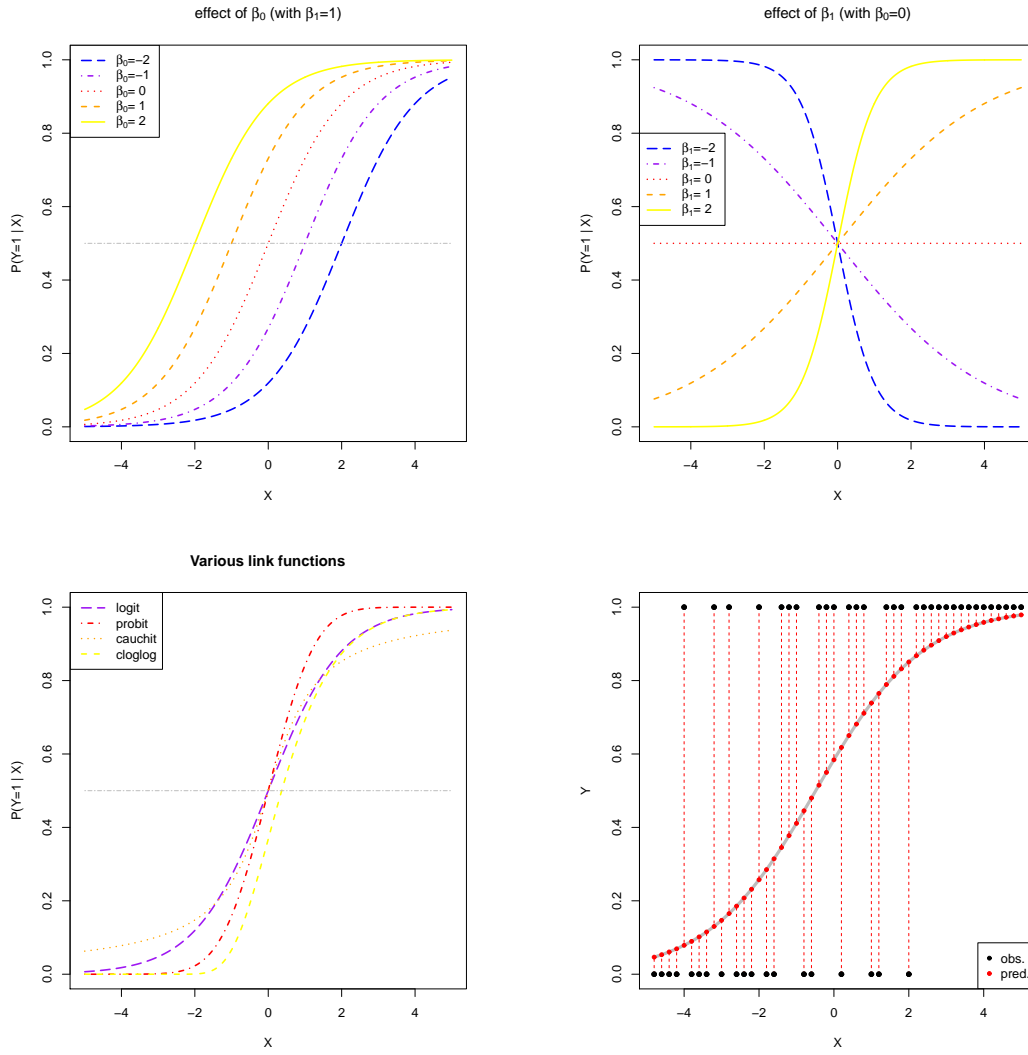 effect of β₀ (with β₁=1)
β₀=−2
β₀=−1
β₀= 0
β₀= 1
β₀= 2
P(Y=1 | X)
1.0
0.8
0.6
0.4
0.2
0.0
−4 −2 0 2 4
X
effect of β₁ (with β₀=0)
β₁=−2
β₁=−1
β₁= 0
β₁= 1
β₁= 2
P(Y=1 | X)
1.0
0.8
0.6
0.4
0.2
0.0
−4 −2 0 2 4
X
Various link functions
logit
probit
cauchit
cloglog
P(Y=1 | X)
1.0
0.8
0.6
0.4
0.2
0.0
−4 −2 0 2 4
X
Y
1.0
0.8
0.6
0.4
0.2
0.0
obs.
pred.
−4 −2 0 2 4
X